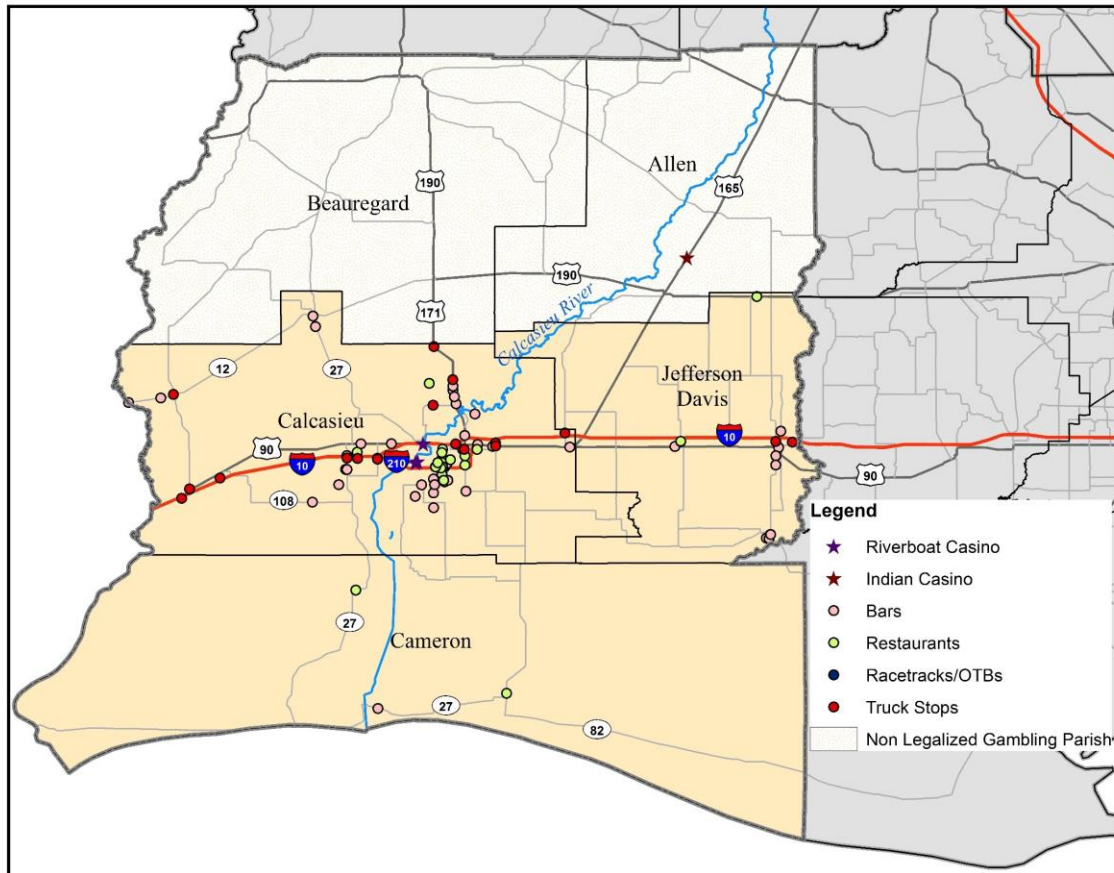 Allen
165
190
Beauregard
190
Calcasieu River
171
12
27
Jefferson
Davis
Calcasieu
10
90
210
10
90
108
Legend
Riverboat Casino
Indian Casino
Bars
27
Restaurants
Cameron
Racetracks/OTBs
27
Truck Stops
82
Non Legalized Gambling Parish